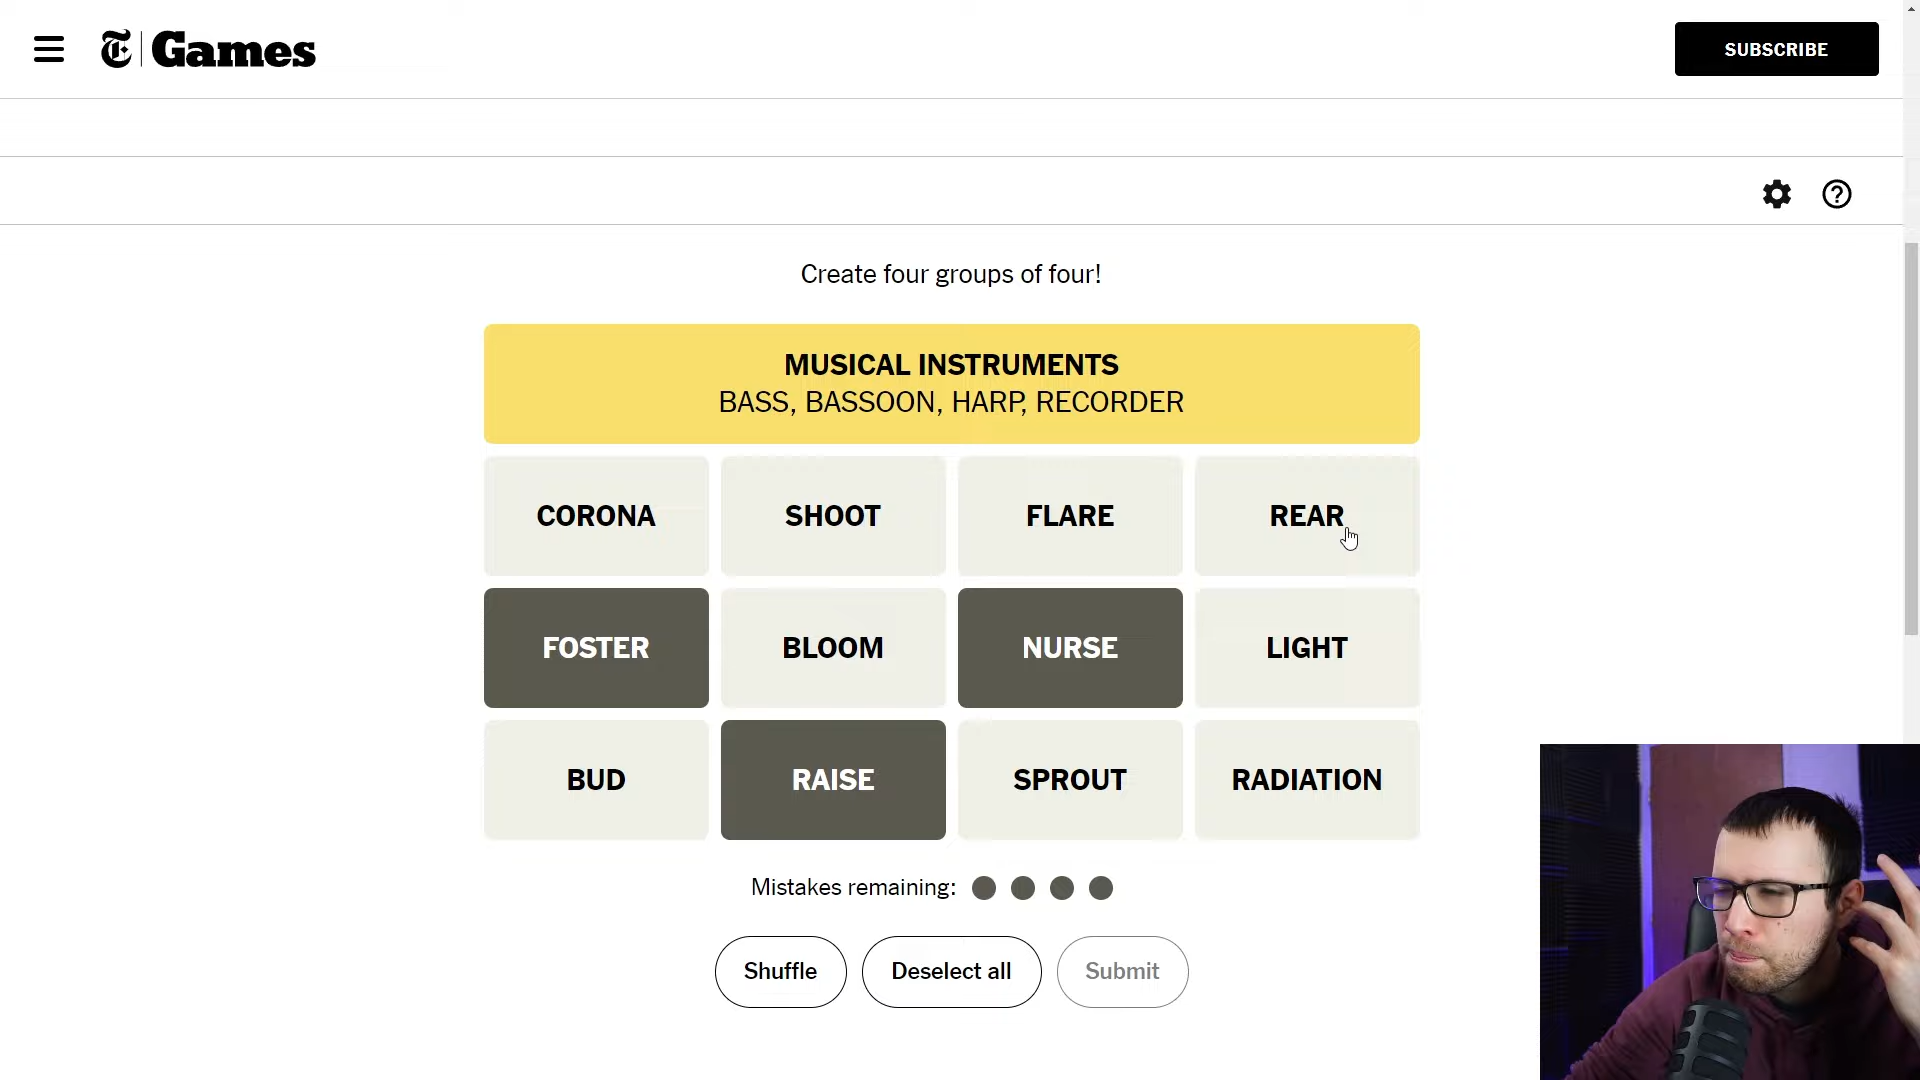 Games
SUBSCRIBE
Create four groups of four!
MUSICAL INSTRUMENTS
BASS, BASSOON, HARP, RECORDER
CORONA SHOOT FLARE REAR
FOSTER BLOOM NURSE LIGHT
BUD RAISE SPROUT RADIATION
Mistakes remaining:
Shuffle Deselect all Submit